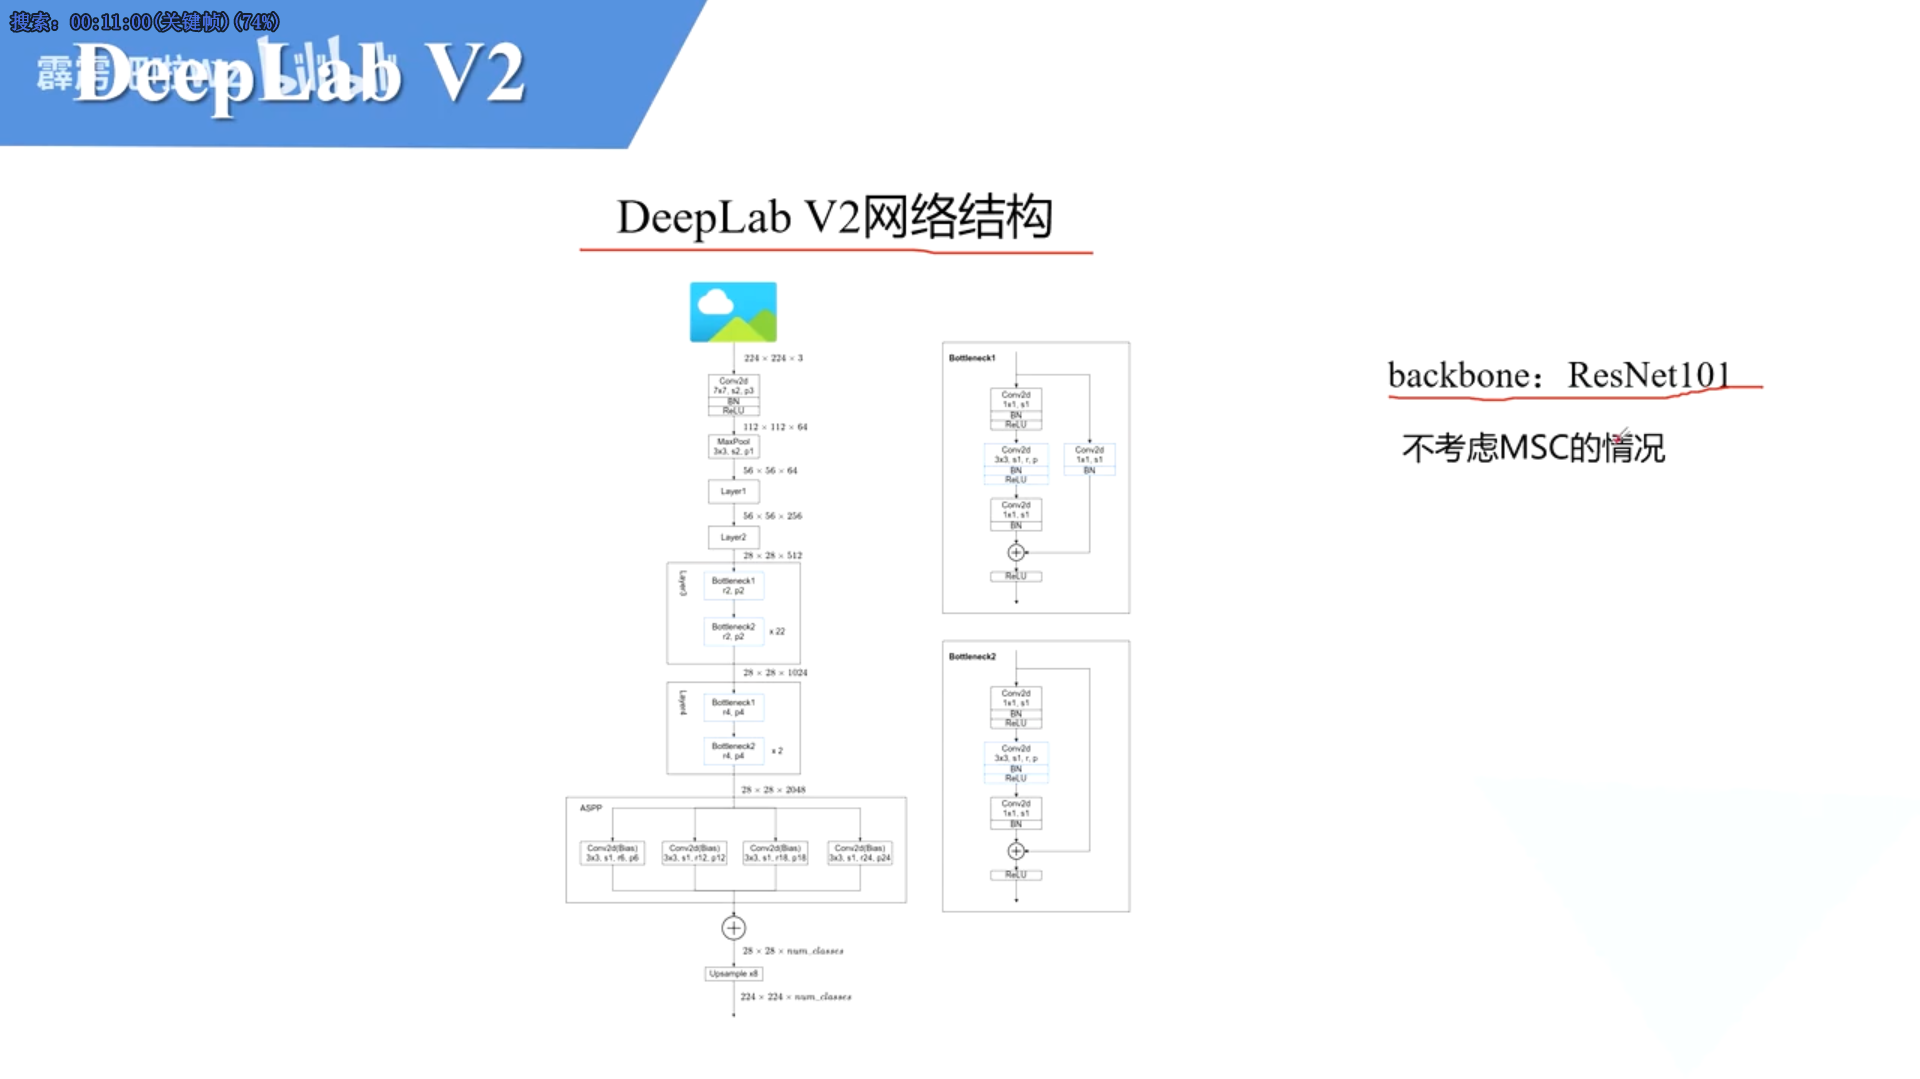 搜索: 00:11:00(关键帧)(74%)
DeepLab V2
DeepLab V2网络结构
224 × 224 × 3
Conv2d
7x7, s2, p3
BN
ReLU
112 × 112 × 64
MaxPool
3x3, s2, p1
56 × 56 × 64
Layer1
56 × 56 × 256
Layer2
28 × 28 × 512
Layer3
Bottleneck1
r2, p2
Bottleneck2
r2, p2
x 22
28 × 28 × 1024
Layer4
Bottleneck1
r4, p4
Bottleneck2
r4, p4
x 2
28 × 28 × 2048
ASPP
Conv2d(Bias)
3x3, s1, r6, p6
Conv2d(Bias)
3x3, s1, r12, p12
Conv2d(Bias)
3x3, s1, r18, p18
Conv2d(Bias)
3x3, s1, r24, p24
28 × 28 × num_classes
Upsample x8
224 × 224 × num_classes
Bottleneck1
Conv2d
1x1, s1
BN
ReLU
Conv2d
3x3, s1, r, p
BN
ReLU
Conv2d
1x1, s1
BN
Conv2d
1x1, s1
BN
ReLU
Bottleneck2
Conv2d
1x1, s1
BN
ReLU
Conv2d
3x3, s1, r, p
BN
ReLU
Conv2d
1x1, s1
BN
ReLU
backbone：ResNet101
不考虑MSC的情况